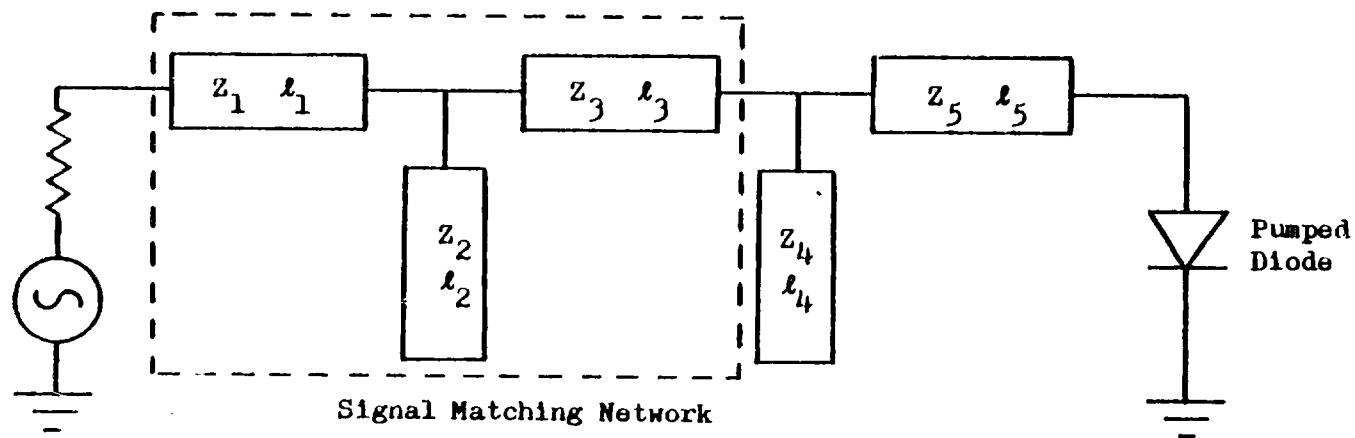 Z1 ℓ1
Z3 ℓ3
Z5 ℓ5
Z2
ℓ2
Z4
ℓ4
Pumped
Diode
Signal Matching Network